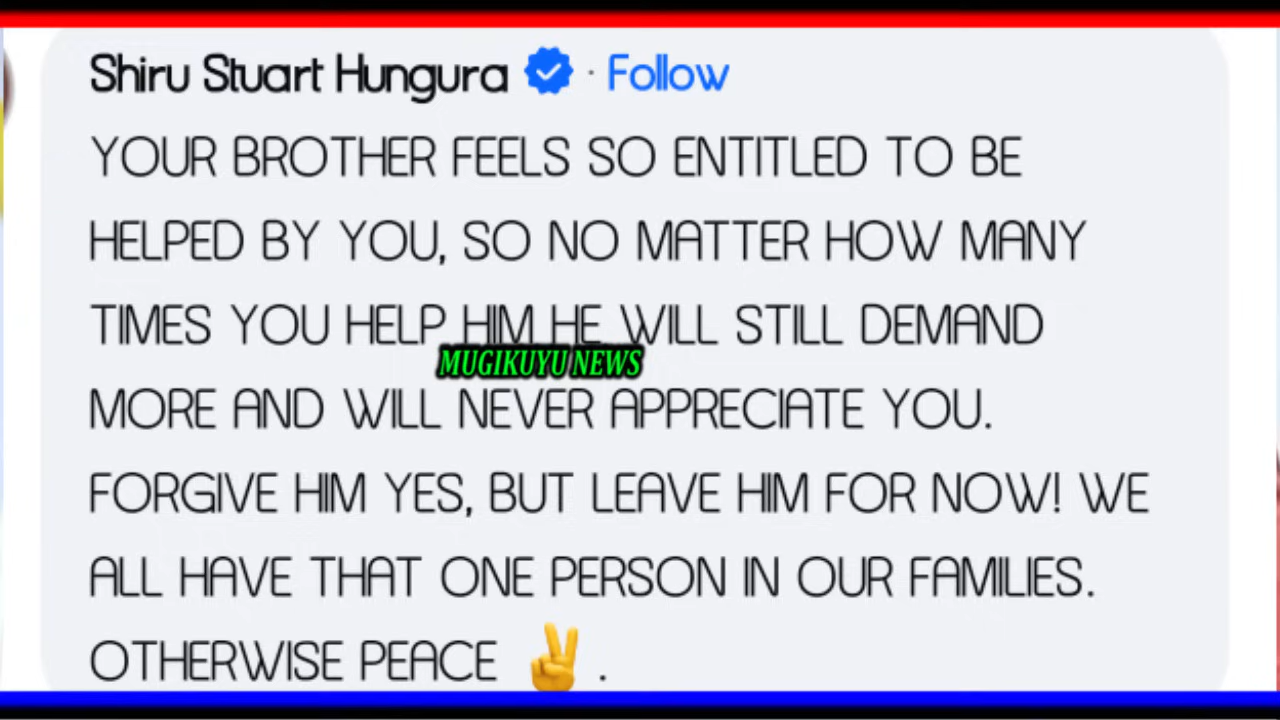 Shiru Stuart Hungura · Follow
YOUR BROTHER FEELS SO ENTITLED TO BE
HELPED BY YOU, SO NO MATTER HOW MANY
TIMES YOU HELP HIM HE WILL STILL DEMAND
MUGIKUYU NEWS
MORE AND WILL NEVER APPRECIATE YOU.
FORGIVE HIM YES, BUT LEAVE HIM FOR NOW! WE
ALL HAVE THAT ONE PERSON IN OUR FAMILIES.
OTHERWISE PEACE ✌️ .